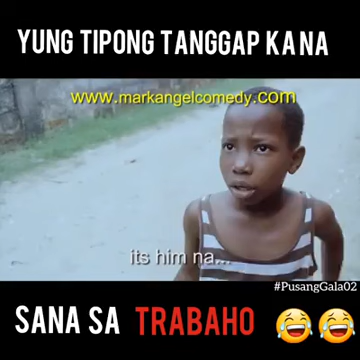 YUNG TIPONG TANGGAP KA NA
www.markangelcomedy.com
its him na...
#PusangGala02
SANA SA TRABAHO 😂😂